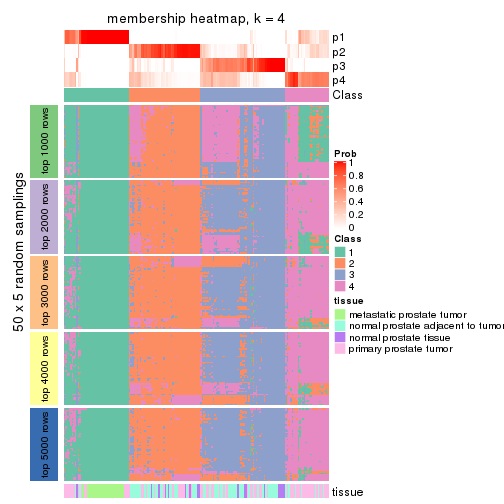 membership heatmap, k = 4
p1
p2
p3
p4
Class
50 x 5 random samplings
top 1000 rows
top 2000 rows
top 3000 rows
top 4000 rows
top 5000 rows
Prob
1
0.8
0.6
0.4
0.2
0
Class
1
2
3
4
tissue
metastatic prostate tumor
normal prostate adjacent to tumor
normal prostate tissue
primary prostate tumor
tissue